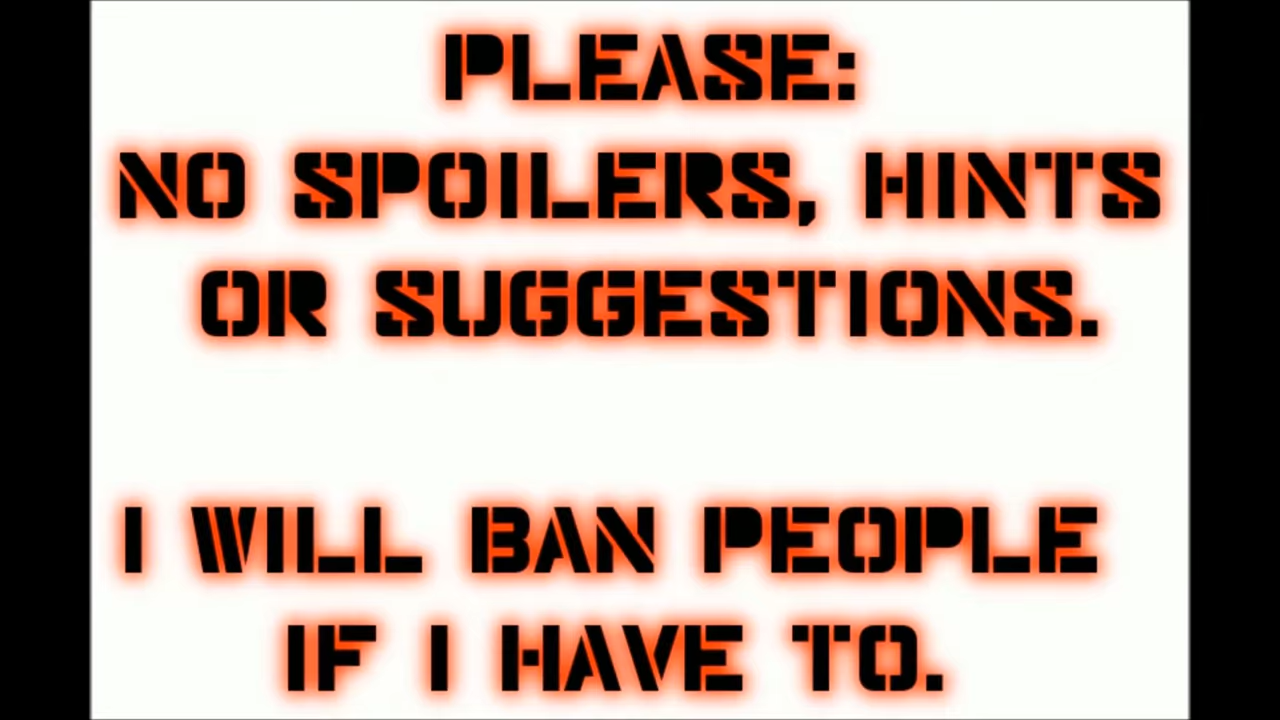 PLEASE:
NO SPOILERS, HINTS
OR SUGGESTIONS.
I WILL BAN PEOPLE
IF I HAVE TO.